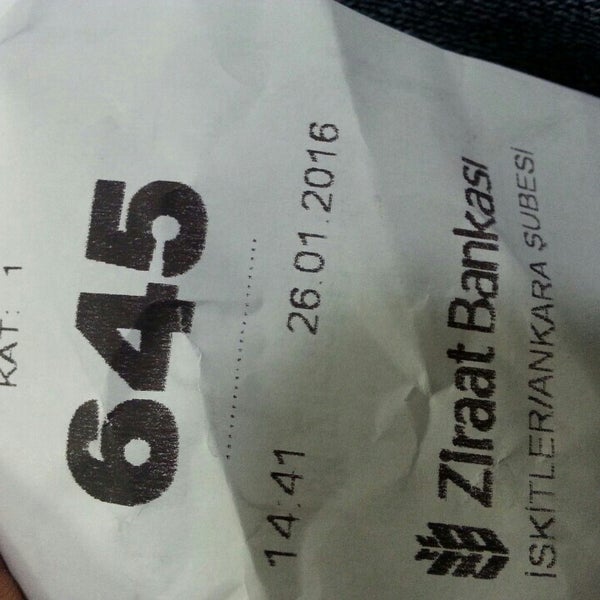 KAT: 1
645
14:41 26.01.2016
Ziraat Bankası
İSKİTLER/ANKARA ŞUBESİ